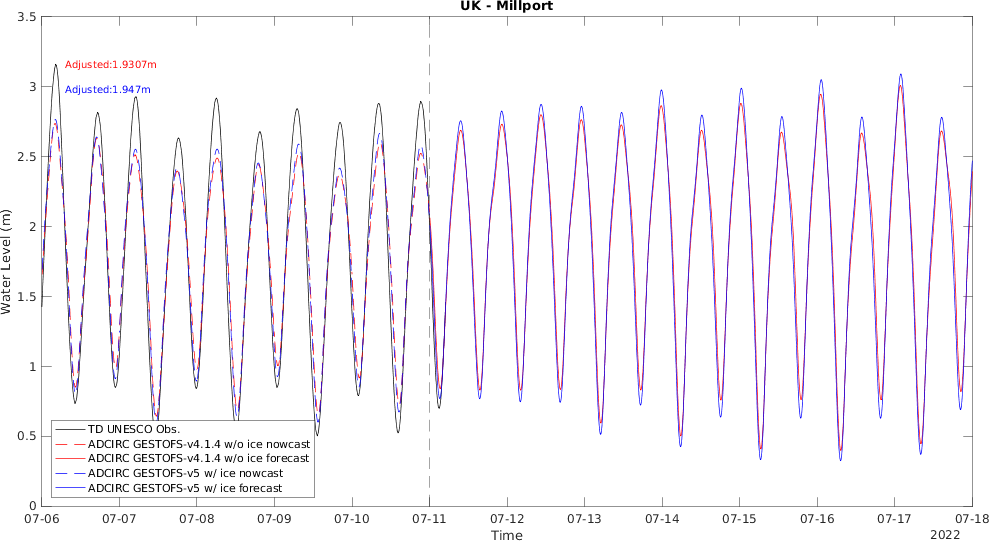 UK - Millport
3.5
3
2.5
2
1.5
1
0.5
0
Water Level (m)
Adjusted:1.9307m
Adjusted:1.947m
TD UNESCO Obs.
ADCIRC GESTOFS-v4.1.4 w/o ice nowcast
ADCIRC GESTOFS-v4.1.4 w/o ice forecast
ADCIRC GESTOFS-v5 w/ ice nowcast
ADCIRC GESTOFS-v5 w/ ice forecast
07-06 07-07 07-08 07-09 07-10 07-11 07-12 07-13 07-14 07-15 07-16 07-17 07-18
Time
2022